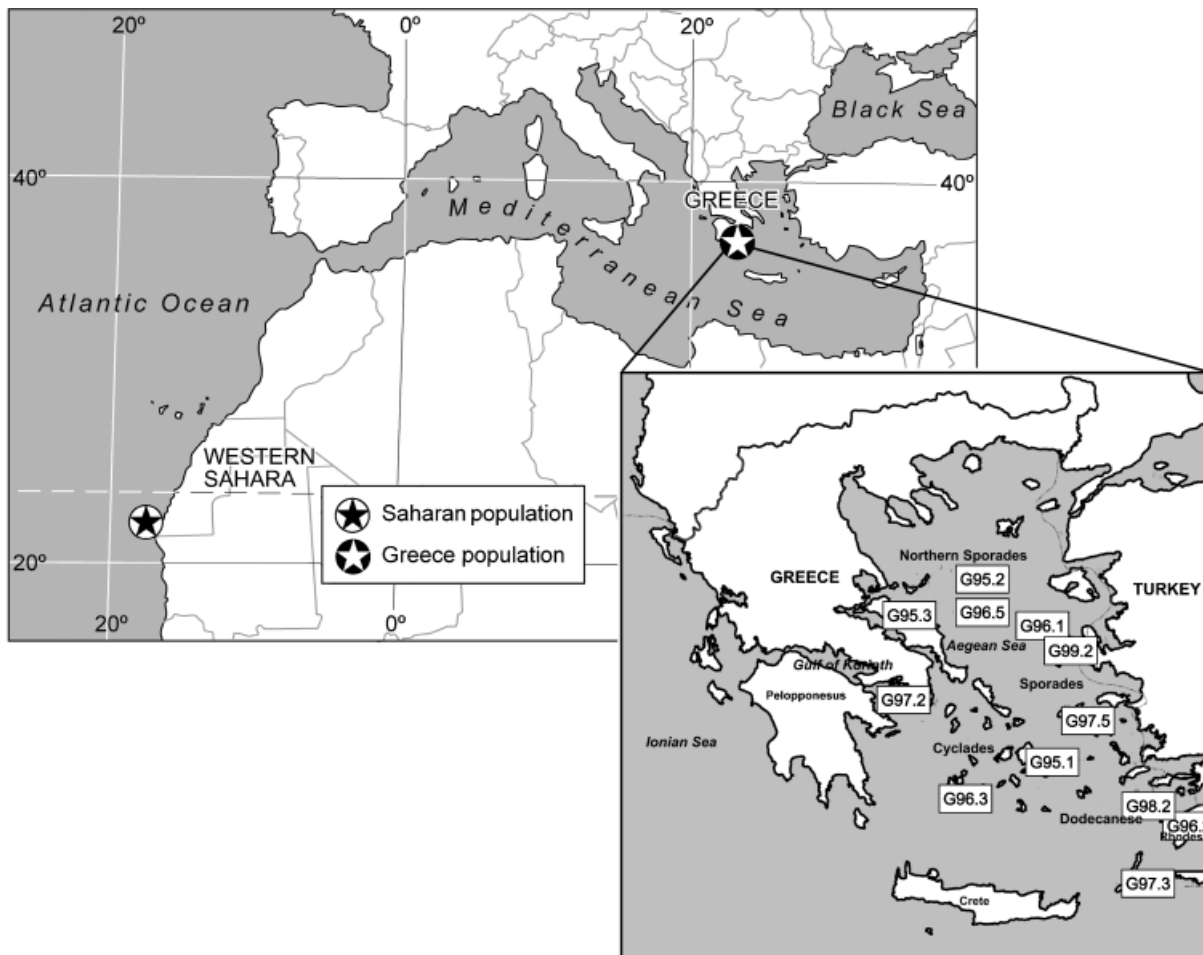 20º
0º
20º
Black Sea
40º
40º
GREECE
Mediterranean Sea
Atlantic Ocean
WESTERN
SAHARA
Saharan population
Greece population
20º
20º
0º
Northern Sporades
GREECE
G95.2
TURKEY
G95.3
G96.5
G96.1
Aegean Sea
G99.2
Gulf of Korinth
Sporades
Peloponnesus
G97.2
G97.5
Ionian Sea
Cyclades
G95.1
G96.3
G98.2
Dodecanese
G96.
Rhodes
G97.3
Crete